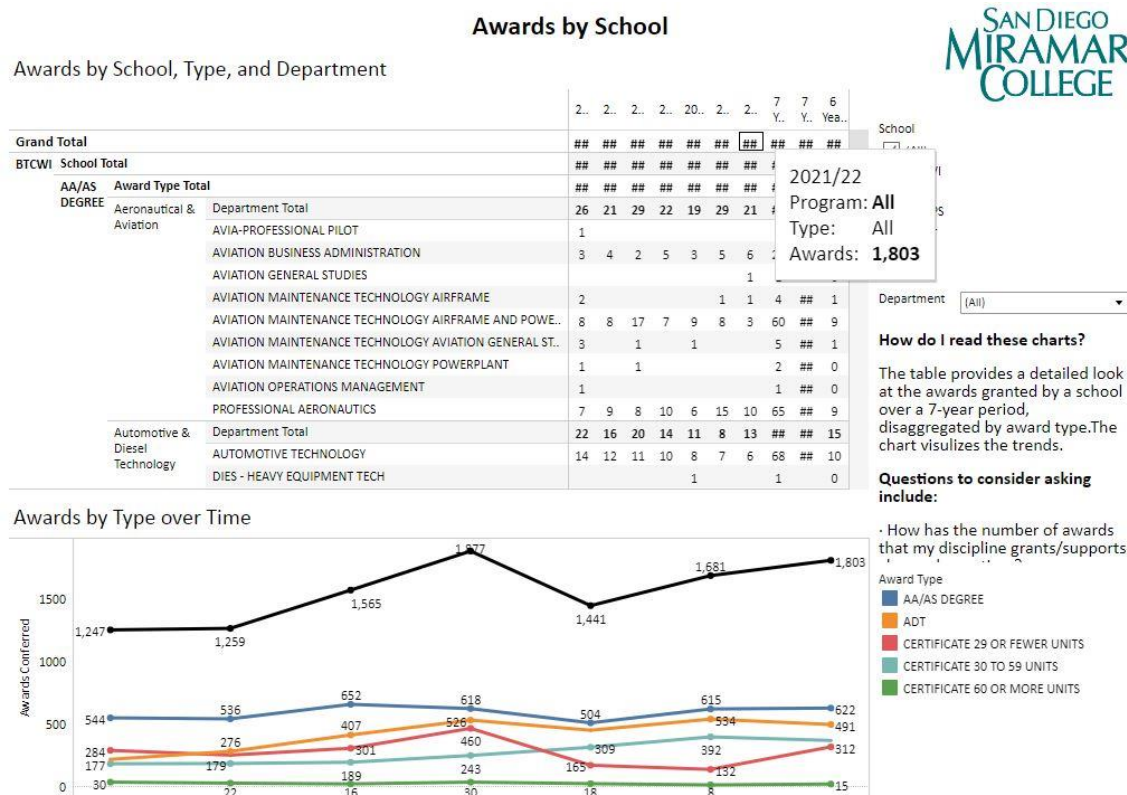 Awards by School
SAN DIEGO
MIRAMAR
COLLEGE
Awards by School, Type, and Department
2.. 2.. 2.. 2.. 20.. 2.. 2.. 7 Y.. 7 Y.. 6 Yea..
Grand Total ## ## ## ## ## ## ## ## ## ##
BTCWI School Total ## ## ## ## ## ## ##
AA/AS DEGREE Award Type Total ## ## ## ## ## ## ##
Aeronautical & Aviation Department Total 26 21 29 22 19 29 21
AVIA-PROFESSIONAL PILOT 1
AVIATION BUSINESS ADMINISTRATION 3 4 2 5 3 5 6
AVIATION GENERAL STUDIES 1
AVIATION MAINTENANCE TECHNOLOGY AIRFRAME 2 1 1 4 ## 1
AVIATION MAINTENANCE TECHNOLOGY AIRFRAME AND POWE.. 8 8 17 7 9 8 3 60 ## 9
AVIATION MAINTENANCE TECHNOLOGY AVIATION GENERAL ST.. 3 1 1 5 ## 1
AVIATION MAINTENANCE TECHNOLOGY POWERPLANT 1 1 2 ## 0
AVIATION OPERATIONS MANAGEMENT 1 1 ## 0
PROFESSIONAL AERONAUTICS 7 9 8 10 6 15 10 65 ## 9
Automotive & Diesel Technology Department Total 22 16 20 14 11 8 13 ## ## 15
AUTOMOTIVE TECHNOLOGY 14 12 11 10 8 7 6 68 ## 10
DIES - HEAVY EQUIPMENT TECH 1 1 0
2021/22
Program: All
Type: All
Awards: 1,803
School
Department (All)
How do I read these charts?
The table provides a detailed look
at the awards granted by a school
over a 7-year period,
disaggregated by award type.The
chart visulizes the trends.
Questions to consider asking
include:
· How has the number of awards
that my discipline grants/supports
Awards by Type over Time
Awards Conferred
1500
1000
500
0
1,247 1,259 1,565 1,877 1,441 1,681 1,803
544 536 652 618 504 615 622
276 407 526 534 491
284 301 460 165 132 312
177 179 189 243 309 392
30 22 16 30 18 8 15
Award Type
AA/AS DEGREE
ADT
CERTIFICATE 29 OR FEWER UNITS
CERTIFICATE 30 TO 59 UNITS
CERTIFICATE 60 OR MORE UNITS